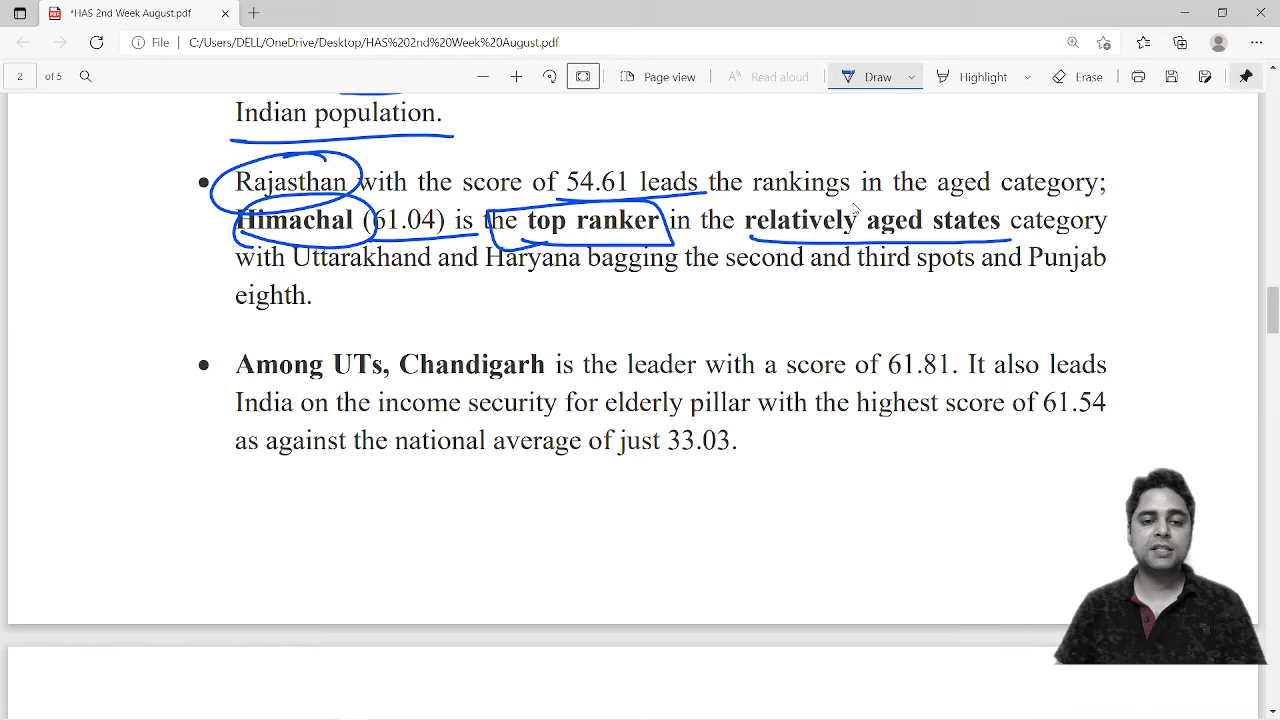 *HAS 2nd Week August.pdf
File
C:/Users/DELL/OneDrive/Desktop/HAS%202nd%20Week%20August.pdf
2 of 5
Page view
Read aloud
Draw
Highlight
Erase
Indian population.
• Rajasthan with the score of 54.61 leads the rankings in the aged category;
Himachal (61.04) is the top ranker in the relatively aged states category
with Uttarakhand and Haryana bagging the second and third spots and Punjab
eighth.
• Among UTs, Chandigarh is the leader with a score of 61.81. It also leads
India on the income security for elderly pillar with the highest score of 61.54
as against the national average of just 33.03.